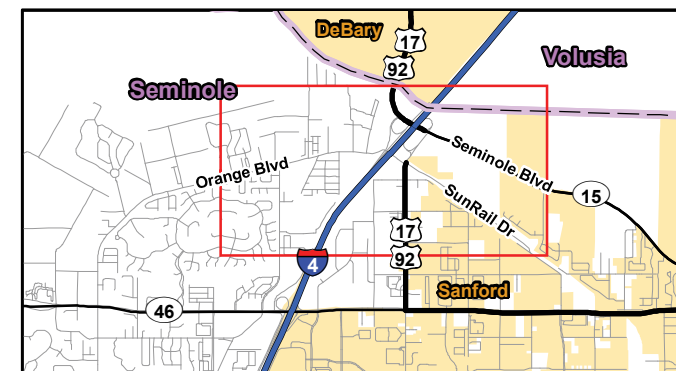 DeBary
17
92
Volusia
Seminole
Orange Blvd
Seminole Blvd
15
SunRail Dr
17
92
4
Sanford
46